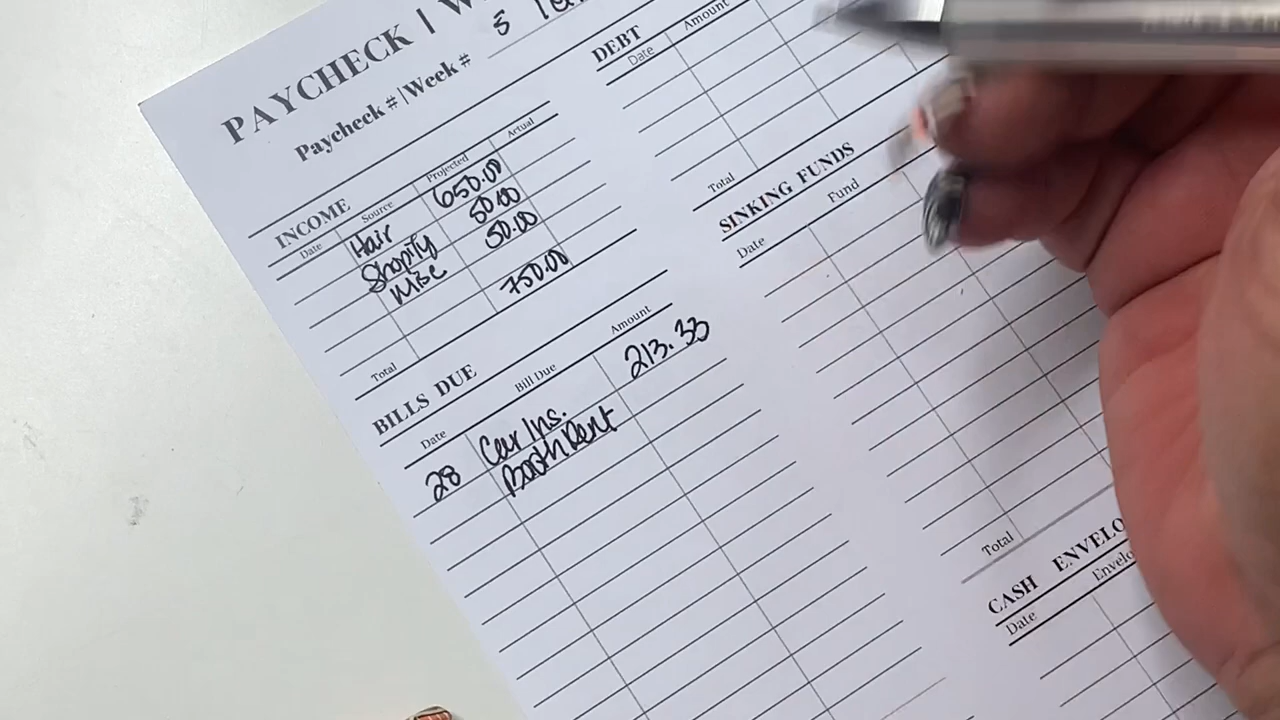 PAYCHECK | W
Paycheck # | Week # 5
INCOME
Date Source Projected Actual
Hair 650.00
Shopify 50.00
Misc 50.00
Total 750.00
BILLS DUE
Date Bill Due Amount
28 Car Ins. 213.33
Booth Rent
DEBT
Date Amount
Total
SINKING FUNDS
Date Fund
Total
CASH ENVELO
Date Envelo